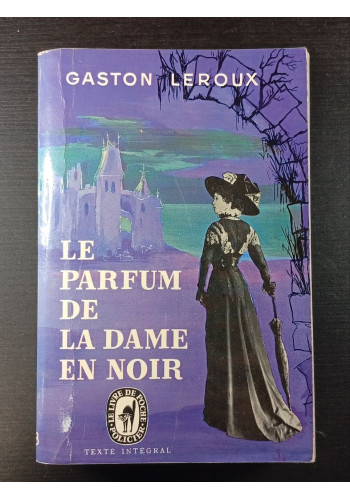 GASTON LEROUX
LE
PARFUM
DE
LA DAME
EN NOIR
LE LIVRE DE POCHE
POLICIER
TEXTE INTÉGRAL